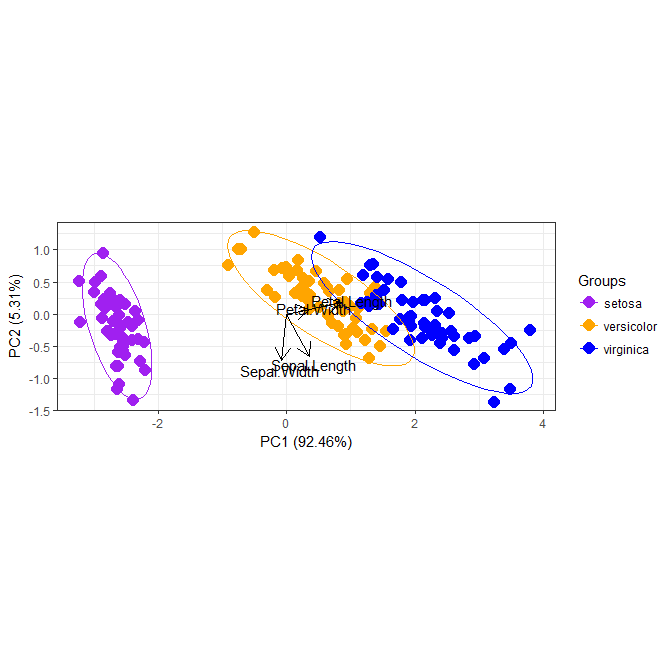 PC2 (5.31%)
1.0
0.5
0.0
-0.5
-1.0
-1.5
Petal.Length
Petal.Width
Sepal.Length
Sepal.Width
-2
0
2
4
PC1 (92.46%)
Groups
setosa
versicolor
virginica